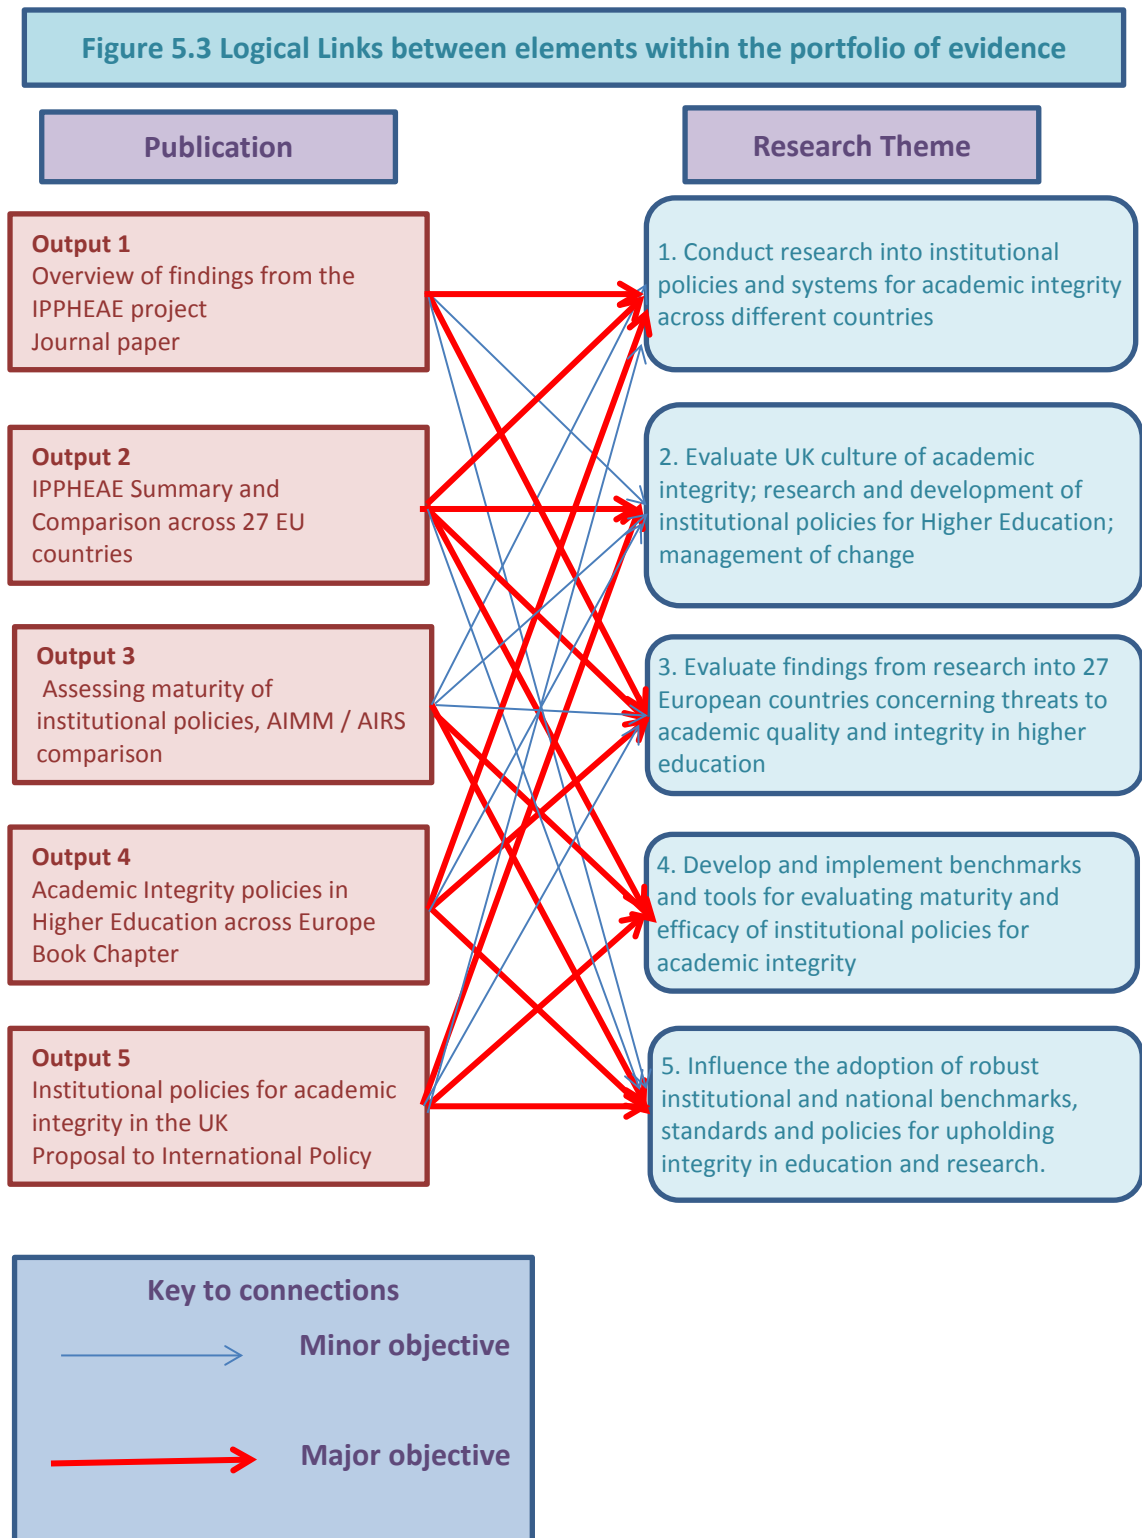 Figure 5.3 Logical Links between elements within the portfolio of evidence
Publication
Research Theme
Output 1
Overview of findings from the
IPPHEAE project
Journal paper
1. Conduct research into institutional
policies and systems for academic integrity
across different countries
Output 2
IPPHEAE Summary and
Comparison across 27 EU
countries
2. Evaluate UK culture of academic
integrity; research and development of
institutional policies for Higher Education;
management of change
Output 3
Assessing maturity of
institutional policies, AIMM / AIRS
comparison
3. Evaluate findings from research into 27
European countries concerning threats to
academic quality and integrity in higher
education
Output 4
Academic Integrity policies in
Higher Education across Europe
Book Chapter
4. Develop and implement benchmarks
and tools for evaluating maturity and
efficacy of institutional policies for
academic integrity
Output 5
Institutional policies for academic
integrity in the UK
Proposal to International Policy
5. Influence the adoption of robust
institutional and national benchmarks,
standards and policies for upholding
integrity in education and research.
Key to connections
Minor objective
Major objective